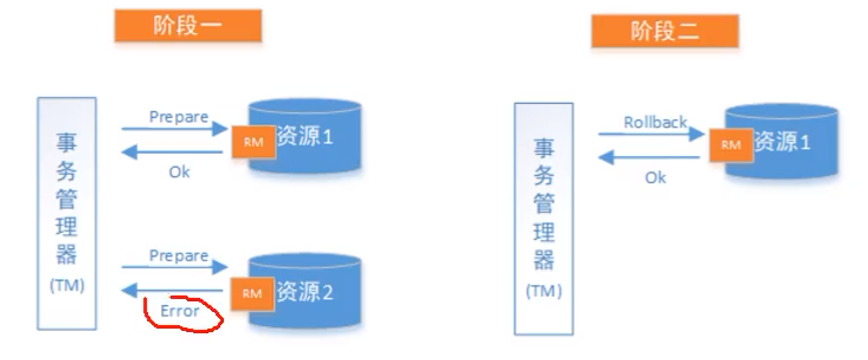 阶段一
阶段二
事务管理器
(TM)
Prepare
Ok
RM
资源1
Prepare
Error
RM
资源2
事务管理器
(TM)
Rollback
Ok
RM
资源1